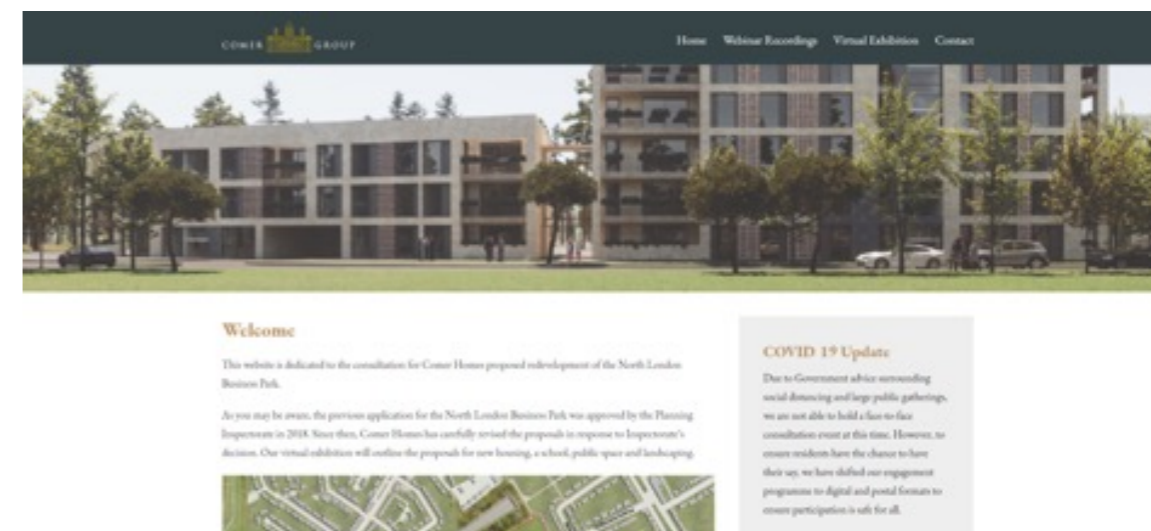 COMER GROUP
Home Webinar Recordings Virtual Exhibition Contact
Welcome
This website is dedicated to the consultation for Comer Homes proposed redevelopment of the North London
Business Park.
As you may be aware, the previous application for the North London Business Park was approved by the Planning
Inspectorate in 2018. Since then, Comer Homes has carefully revised the proposals in response to Inspectorate's
decision. Our virtual exhibition will outline the proposals for new housing, a school, public space and landscaping.
COVID 19 Update
Due to Government advice surrounding
social distancing and large public gatherings,
we are not able to hold a face-to-face
consultation event at this time. However, to
ensure residents have the chance to have
their say, we have shifted our engagement
programme to digital and postal formats to
ensure participation is safe for all.